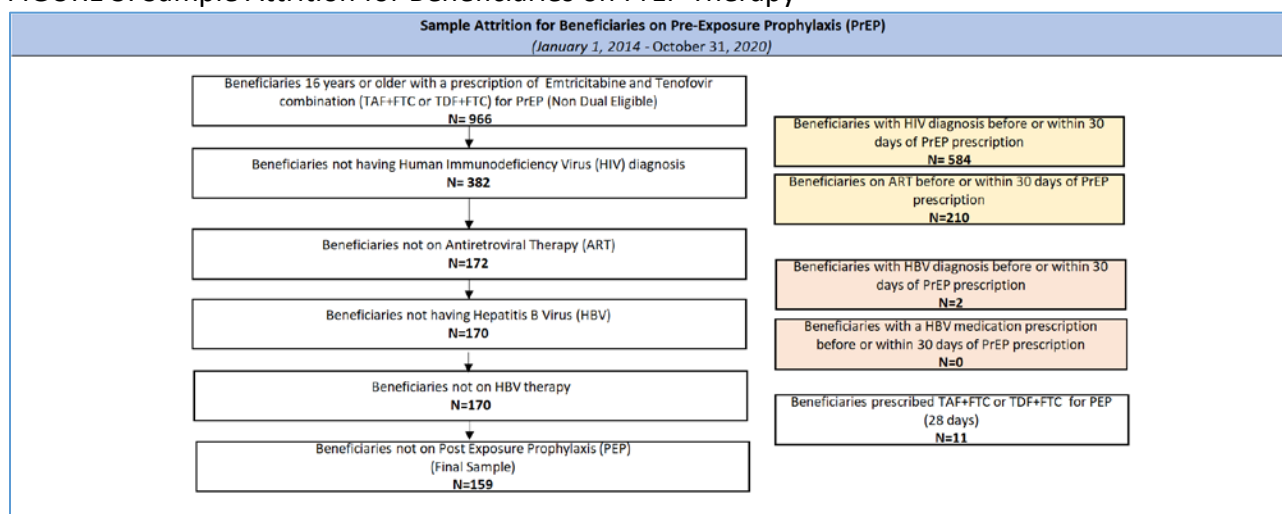 Sample Attrition for Beneficiaries on PrEP Therapy
Sample Attrition for Beneficiaries on Pre-Exposure Prophylaxis (PrEP)
(January 1, 2014 - October 31, 2020)
Beneficiaries 16 years or older with a prescription of Emtricitabine and Tenofovir
combination (TAF+FTC or TDF+FTC) for PrEP (Non Dual Eligible)
N= 966
Beneficiaries with HIV diagnosis before or within 30
days of PrEP prescription
N= 584
Beneficiaries not having Human Immunodeficiency Virus (HIV) diagnosis
N= 382
Beneficiaries on ART before or within 30 days of PrEP
prescription
N=210
Beneficiaries not on Antiretroviral Therapy (ART)
N=172
Beneficiaries with HBV diagnosis before or within 30
days of PrEP prescription
N=2
Beneficiaries not having Hepatitis B Virus (HBV)
N=170
Beneficiaries with a HBV medication prescription
before or within 30 days of PrEP prescription
N=0
Beneficiaries not on HBV therapy
N=170
Beneficiaries prescribed TAF+FTC or TDF+FTC for PEP
(28 days)
N=11
Beneficiaries not on Post Exposure Prophylaxis (PEP)
(Final Sample)
N=159